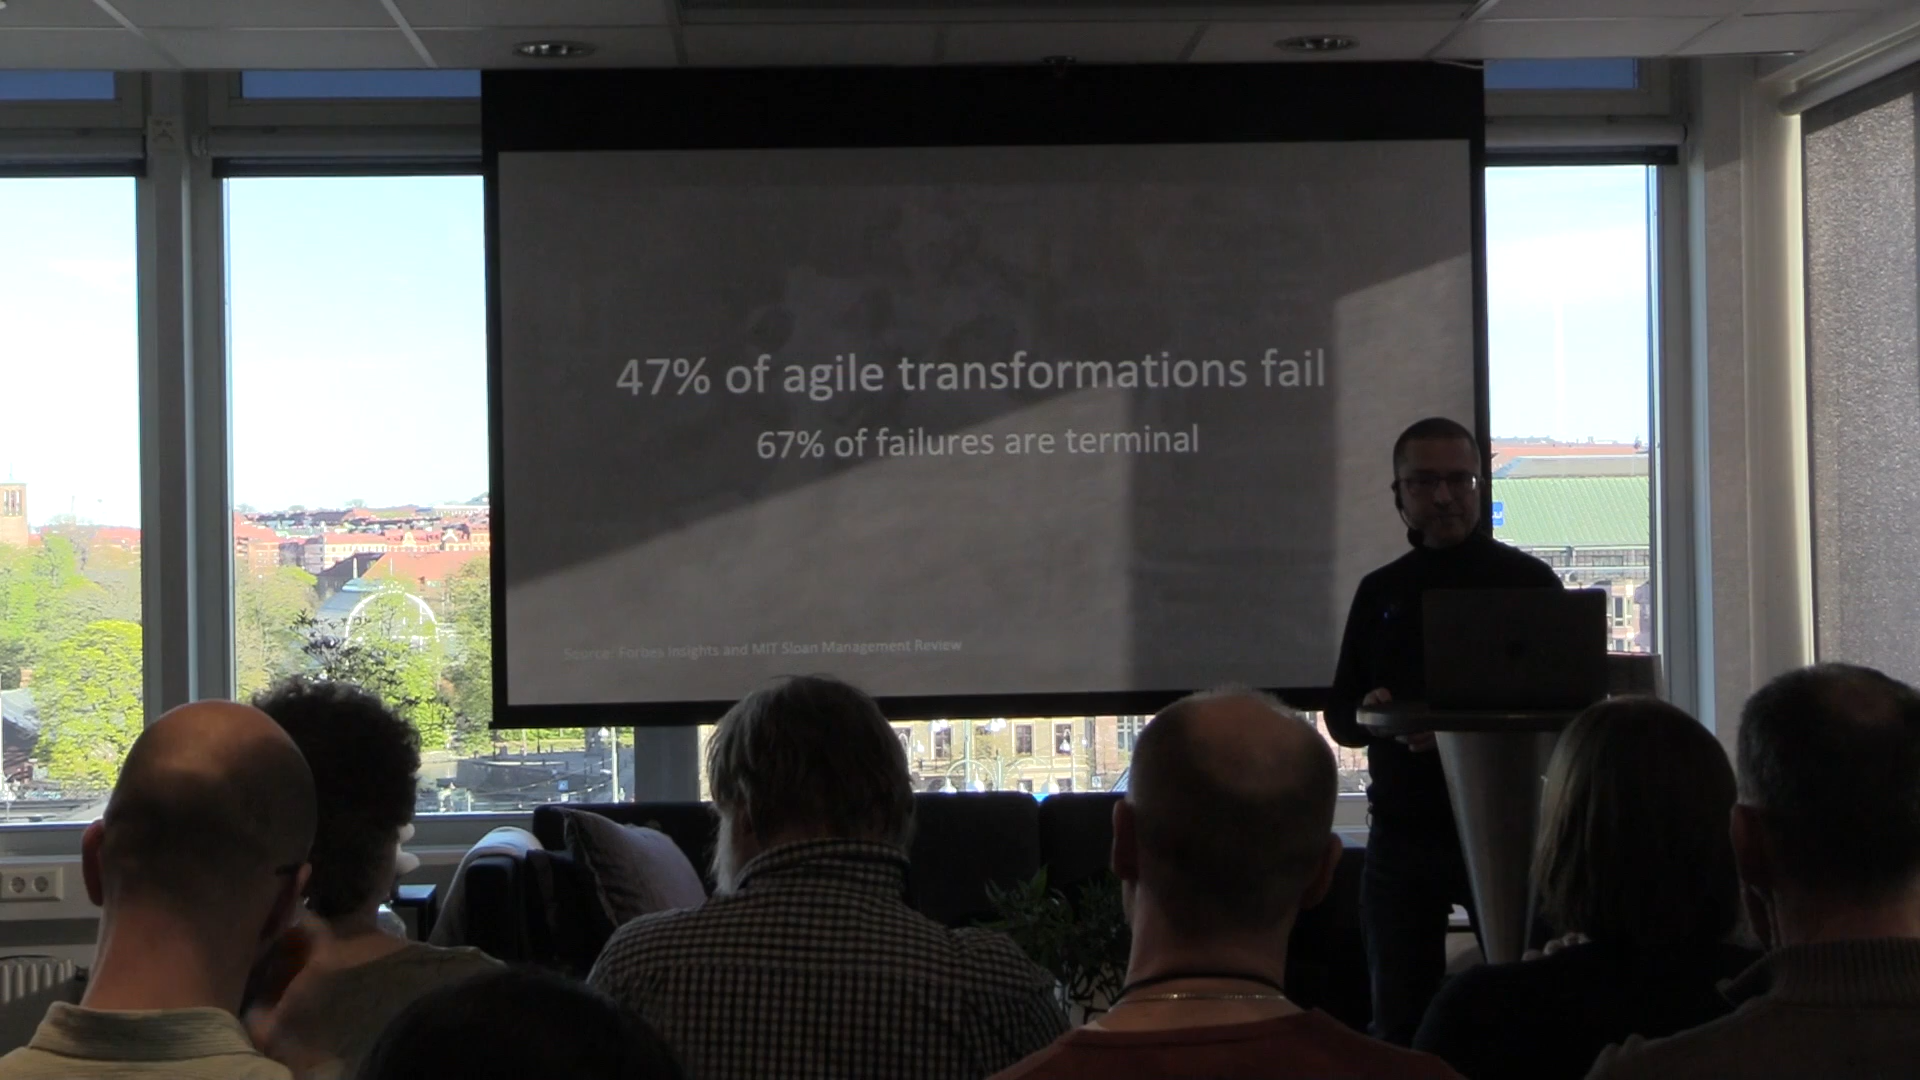 47% of agile transformations fail
67% of failures are terminal
Source: Forbes Insights and MIT Sloan Management Review